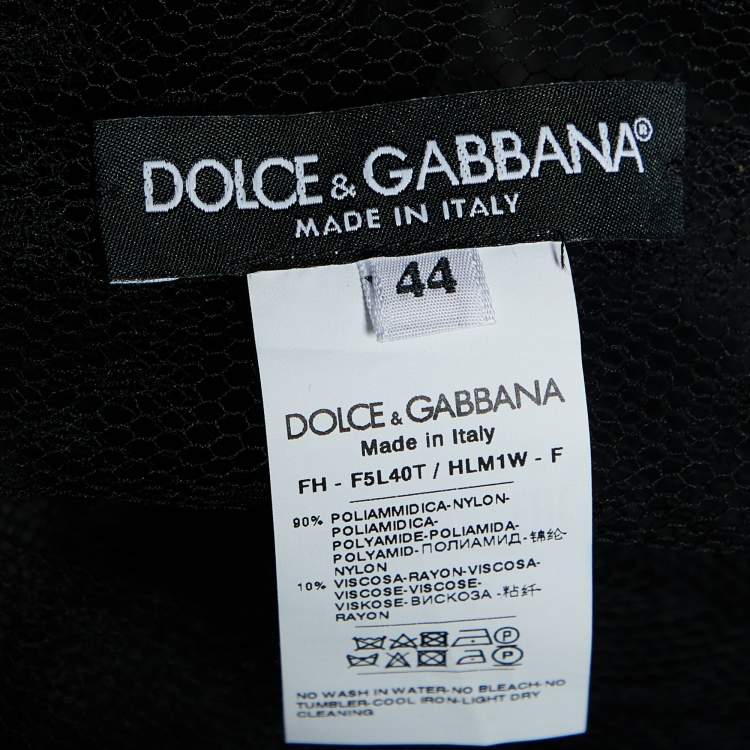 DOLCE & GABBANA®
MADE IN ITALY
44
DOLCE & GABBANA
Made in Italy
FH - F5L40T / HLM1W - F
90% POLIAMMIDICA-NYLON-
POLIAMIDICA-
POLYAMIDE-POLIAMIDA-
POLYAMID-ПОЛИАМИД-锦纶-
NYLON
10% VISCOSA-RAYON-VISCOSA-
VISCOSE-VISCOSE-
VISKOSE-ВИСКОЗА-粘纤-
RAYON
NO WASH IN WATER-NO BLEACH-NO
TUMBLER-COOL IRON-LIGHT DRY
CLEANING